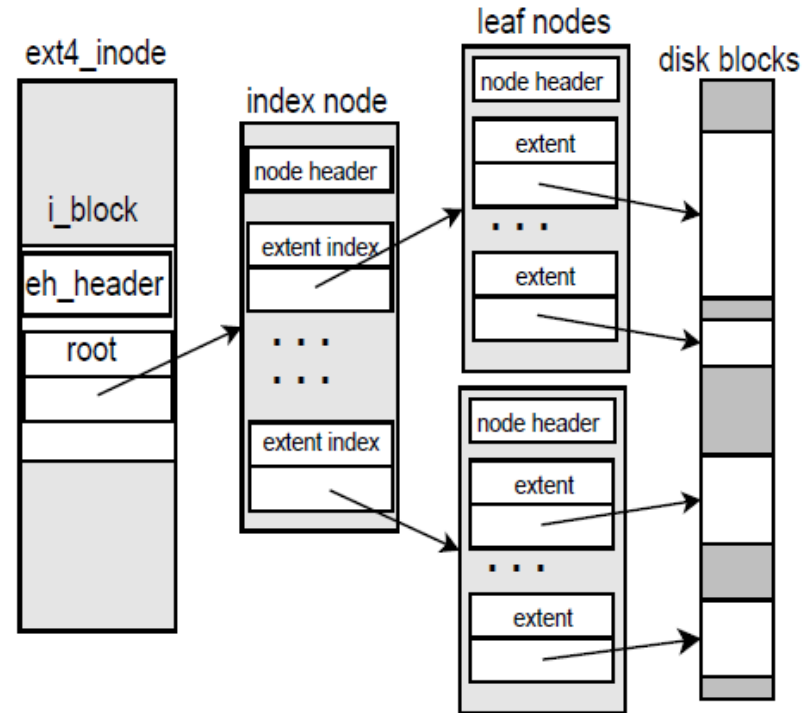 ext4_inode
i_block
eh_header
root
index node
node header
extent index
. . .
. . .
extent index
leaf nodes
node header
extent
. . .
extent
node header
extent
. . .
extent
disk blocks